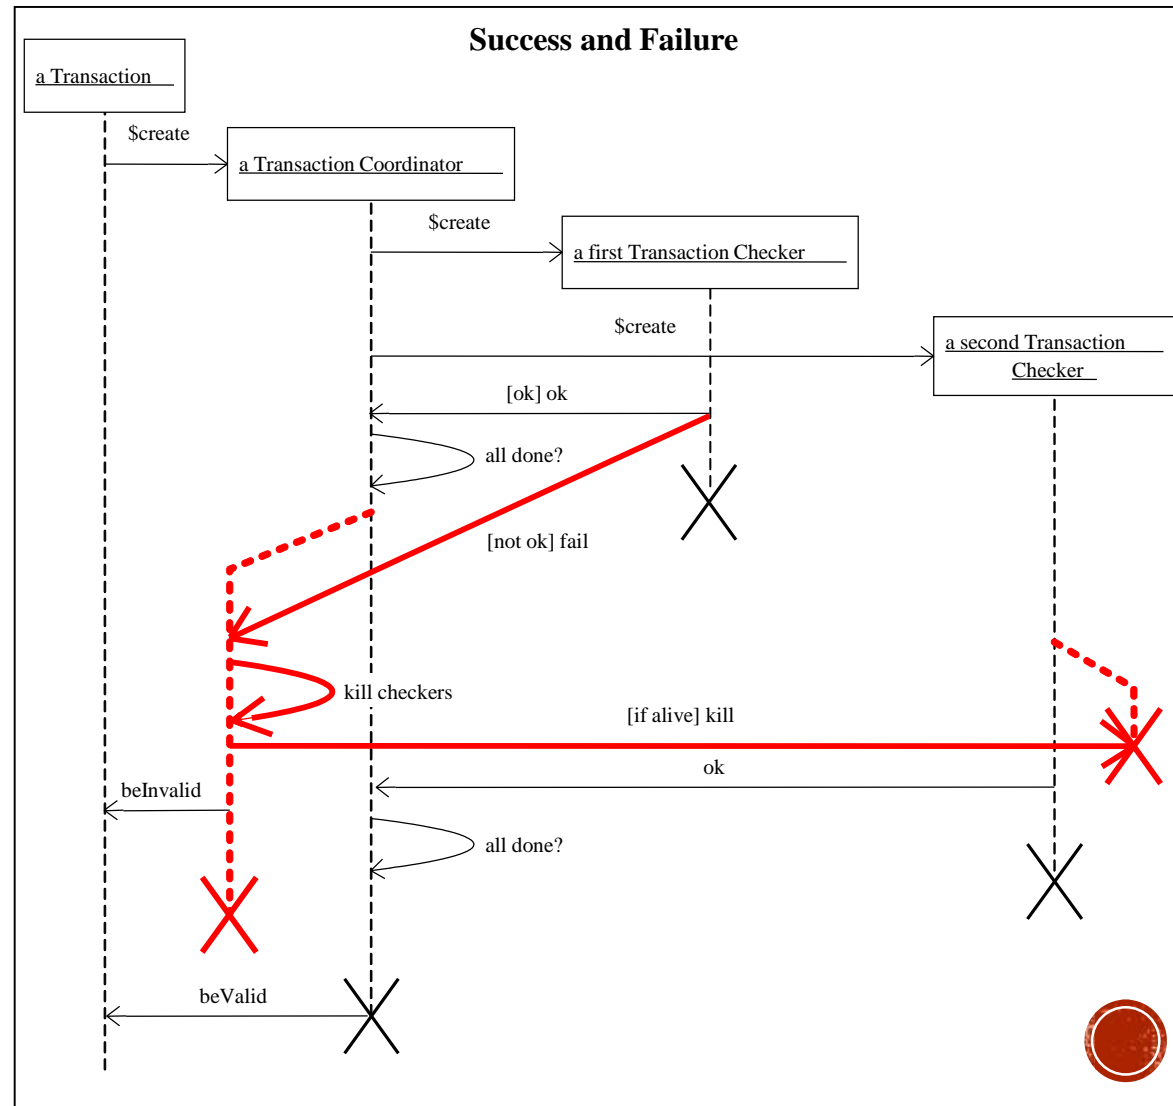 Success and Failure
a Transaction
$create
a Transaction Coordinator
$create
a first Transaction Checker
$create
a second Transaction
Checker
[ok] ok
all done?
[not ok] fail
kill checkers
[if alive] kill
ok
beInvalid
all done?
beValid